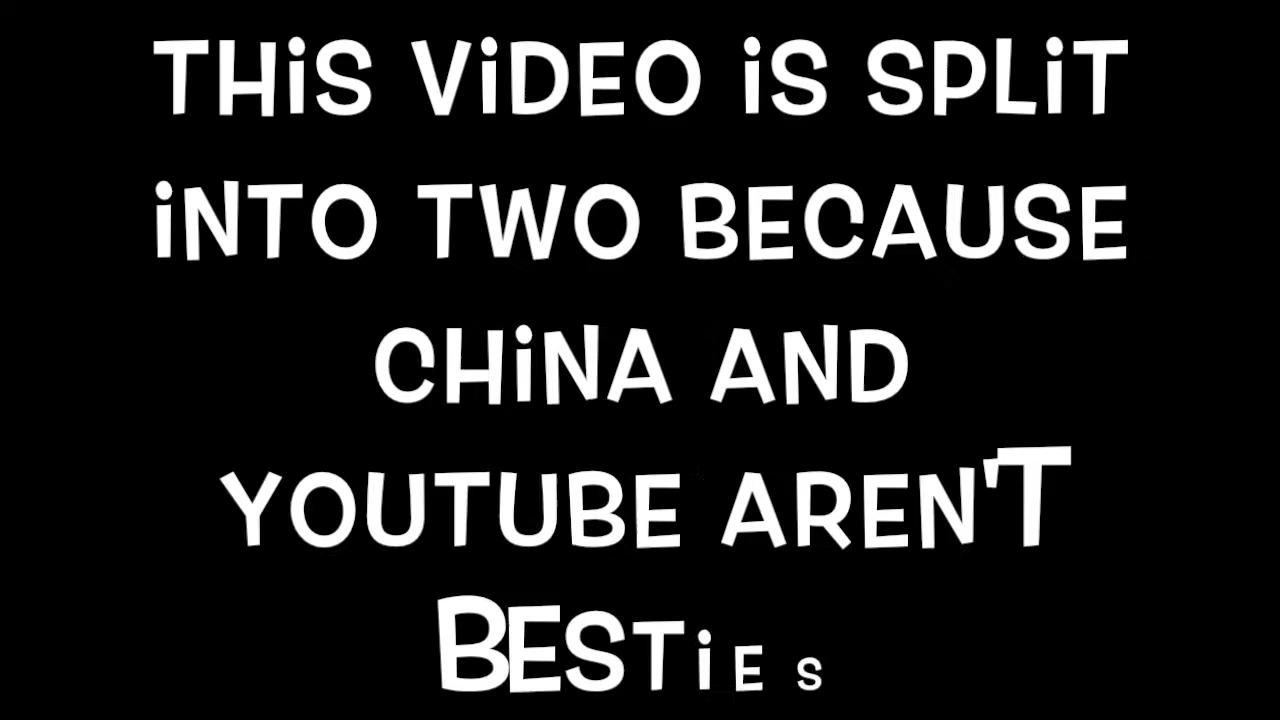 THiS ViDEO iS SPLiT
iNTO TWO BECAUSE
CHiNA AND
YOUTUBE AREN'T
BESTiES